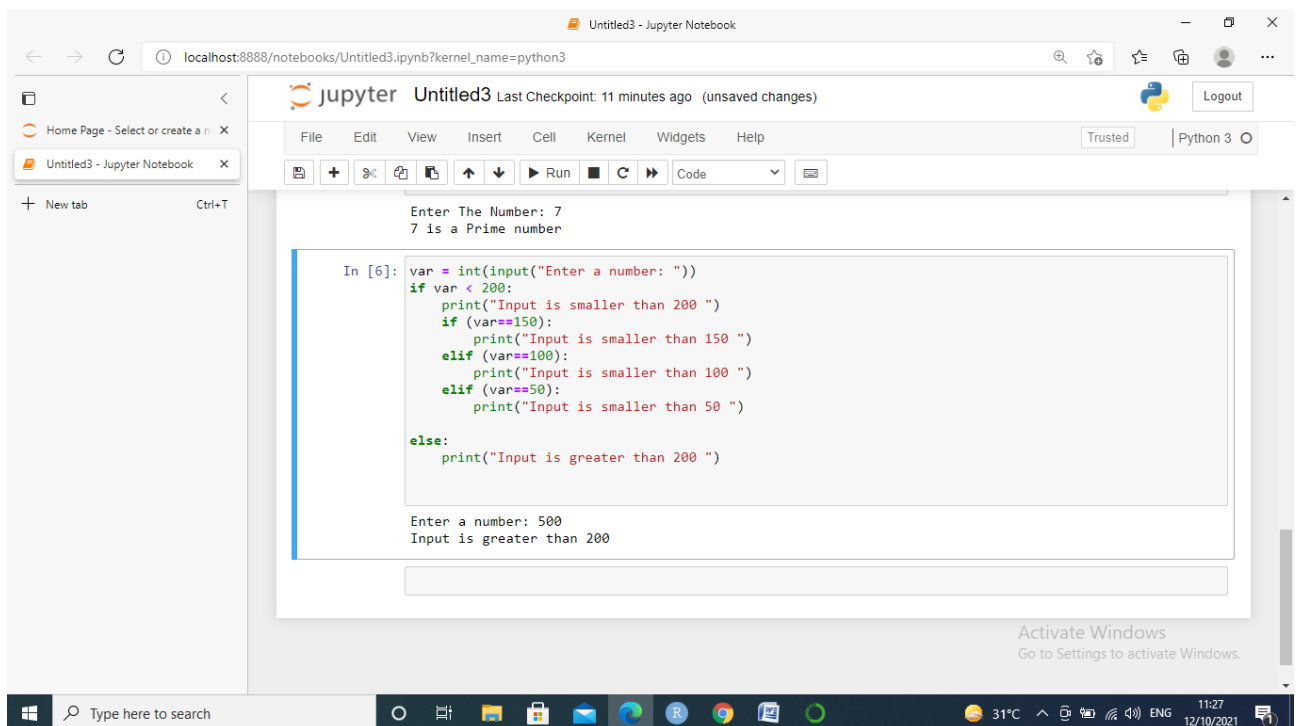 Untitled3 - Jupyter Notebook
localhost:8888/notebooks/Untitled3.ipynb?kernel_name=python3
Home Page - Select or create a n
Untitled3 - Jupyter Notebook
New tab Ctrl+T
jupyter Untitled3 Last Checkpoint: 11 minutes ago (unsaved changes)
Logout
File Edit View Insert Cell Kernel Widgets Help
Trusted Python 3
Run Code
Enter The Number: 7
7 is a Prime number
In [6]: var = int(input("Enter a number: "))
if var < 200:
    print("Input is smaller than 200 ")
    if (var==150):
        print("Input is smaller than 150 ")
    elif (var==100):
        print("Input is smaller than 100 ")
    elif (var==50):
        print("Input is smaller than 50 ")
else:
    print("Input is greater than 200 ")
Enter a number: 500
Input is greater than 200
Activate Windows
Go to Settings to activate Windows.
Type here to search
R
31°C ENG 11:27
12/10/2021
1